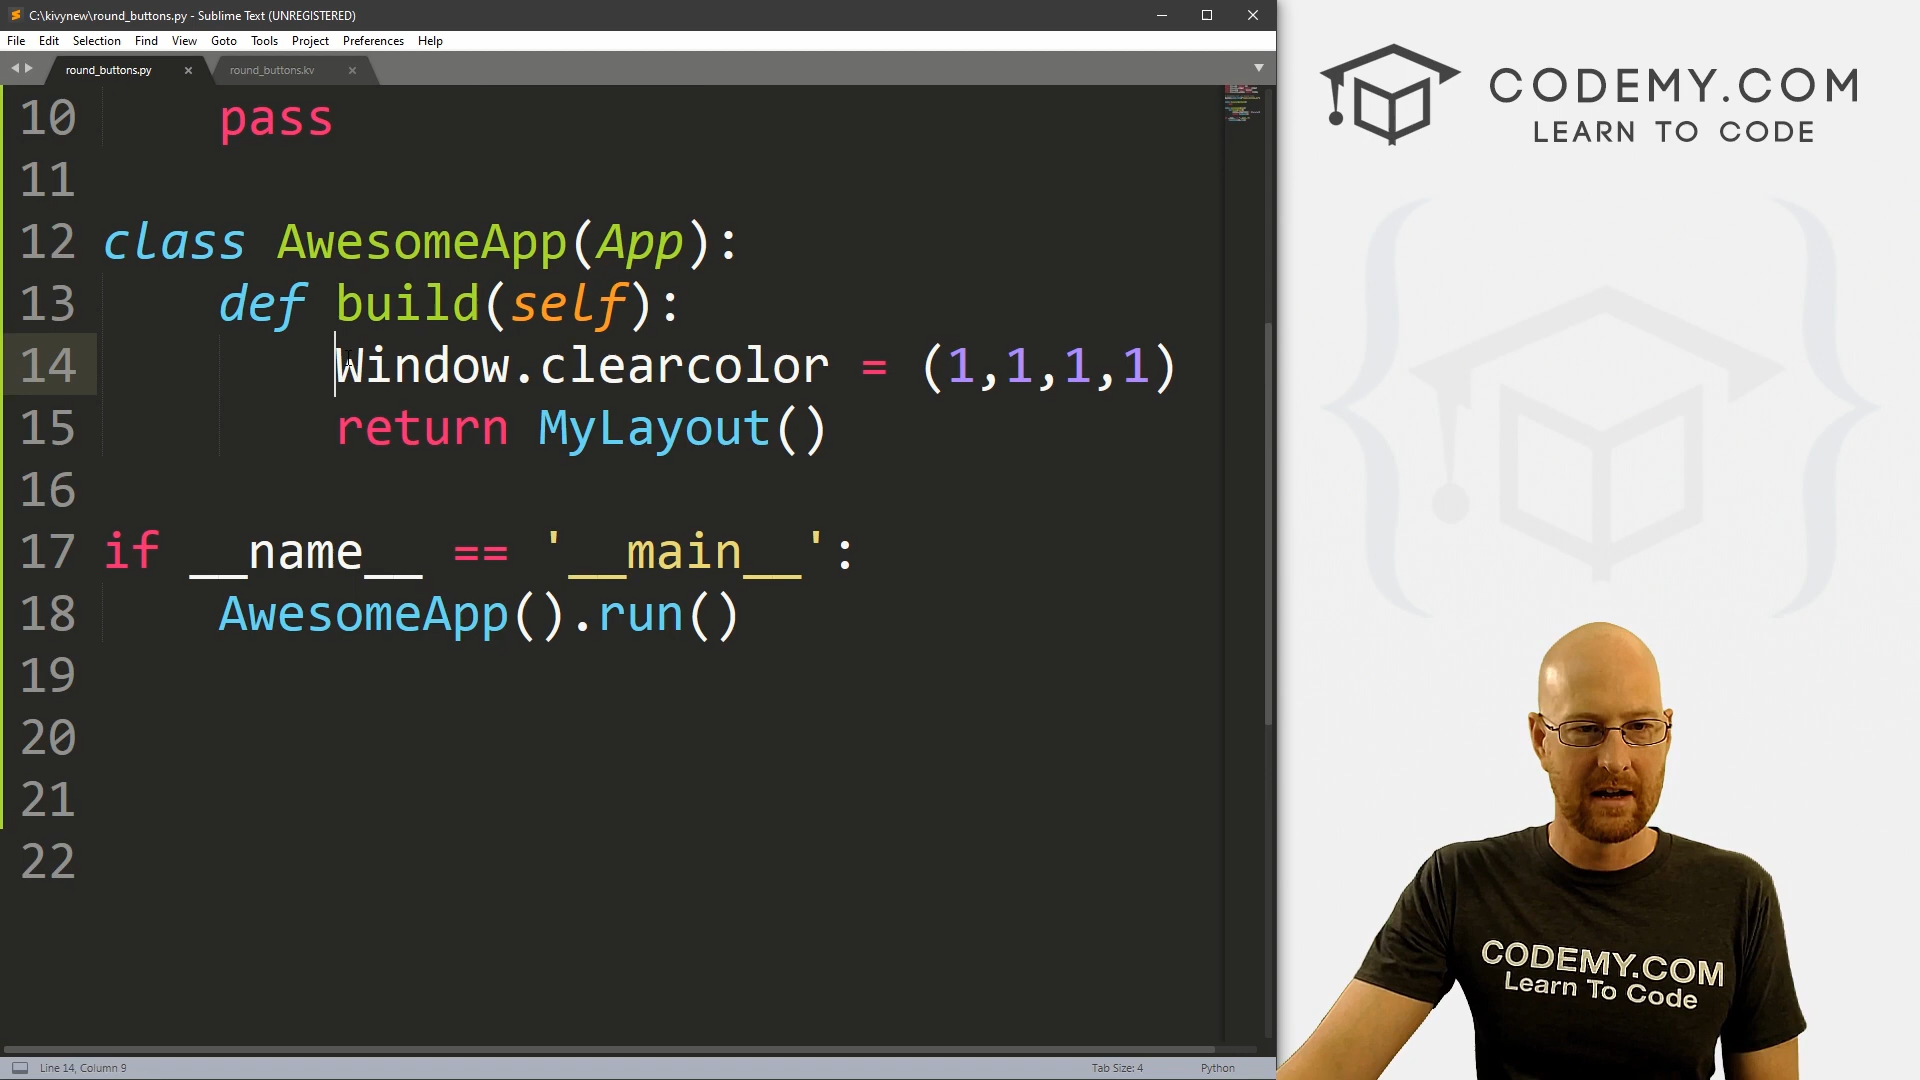 C:\kivynew\round_buttons.py - Sublime Text (UNREGISTERED)
File Edit Selection Find View Goto Tools Project Preferences Help
round_buttons.py
round_buttons.kv
10 pass
11
12 class AwesomeApp(App):
13 def build(self):
14 Window.clearcolor = (1,1,1,1)
15 return MyLayout()
16
17 if __name__ == '__main__':
18 AwesomeApp().run()
19
20
21
22
Line 14, Column 9
Tab Size: 4
Python
CODEMY.COM
LEARN TO CODE
CODEMY.COM
Learn To Code